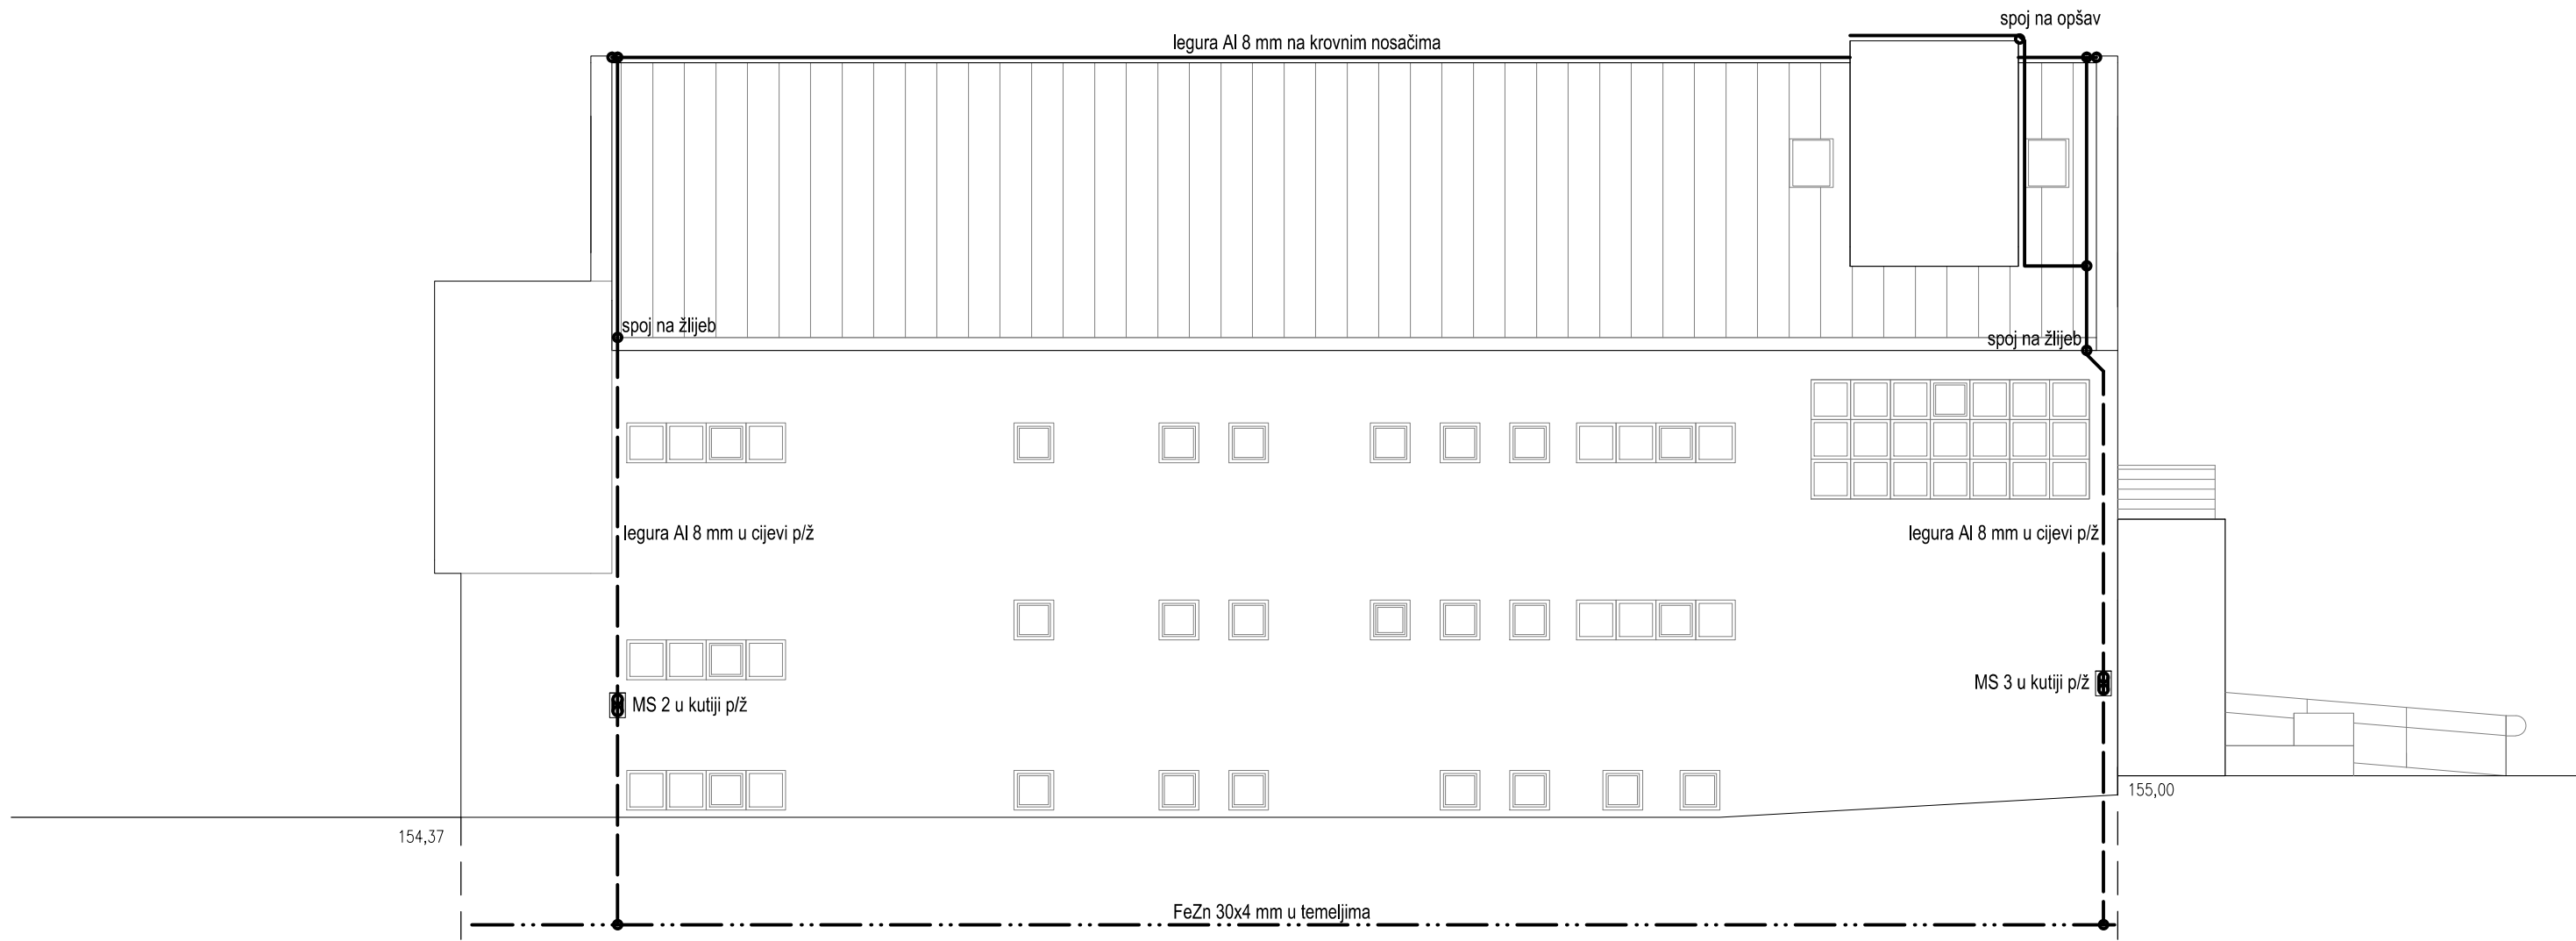 spoj na opšav
legura Al 8 mm na krovnim nosačima
spoj na žlijeb
spoj na žlijeb
legura Al 8 mm u cijevi p/ž
legura Al 8 mm u cijevi p/ž
MS 3 u kutiji p/ž
MS 2 u kutiji p/ž
155,00
154,37
FeZn 30x4 mm u temeljima